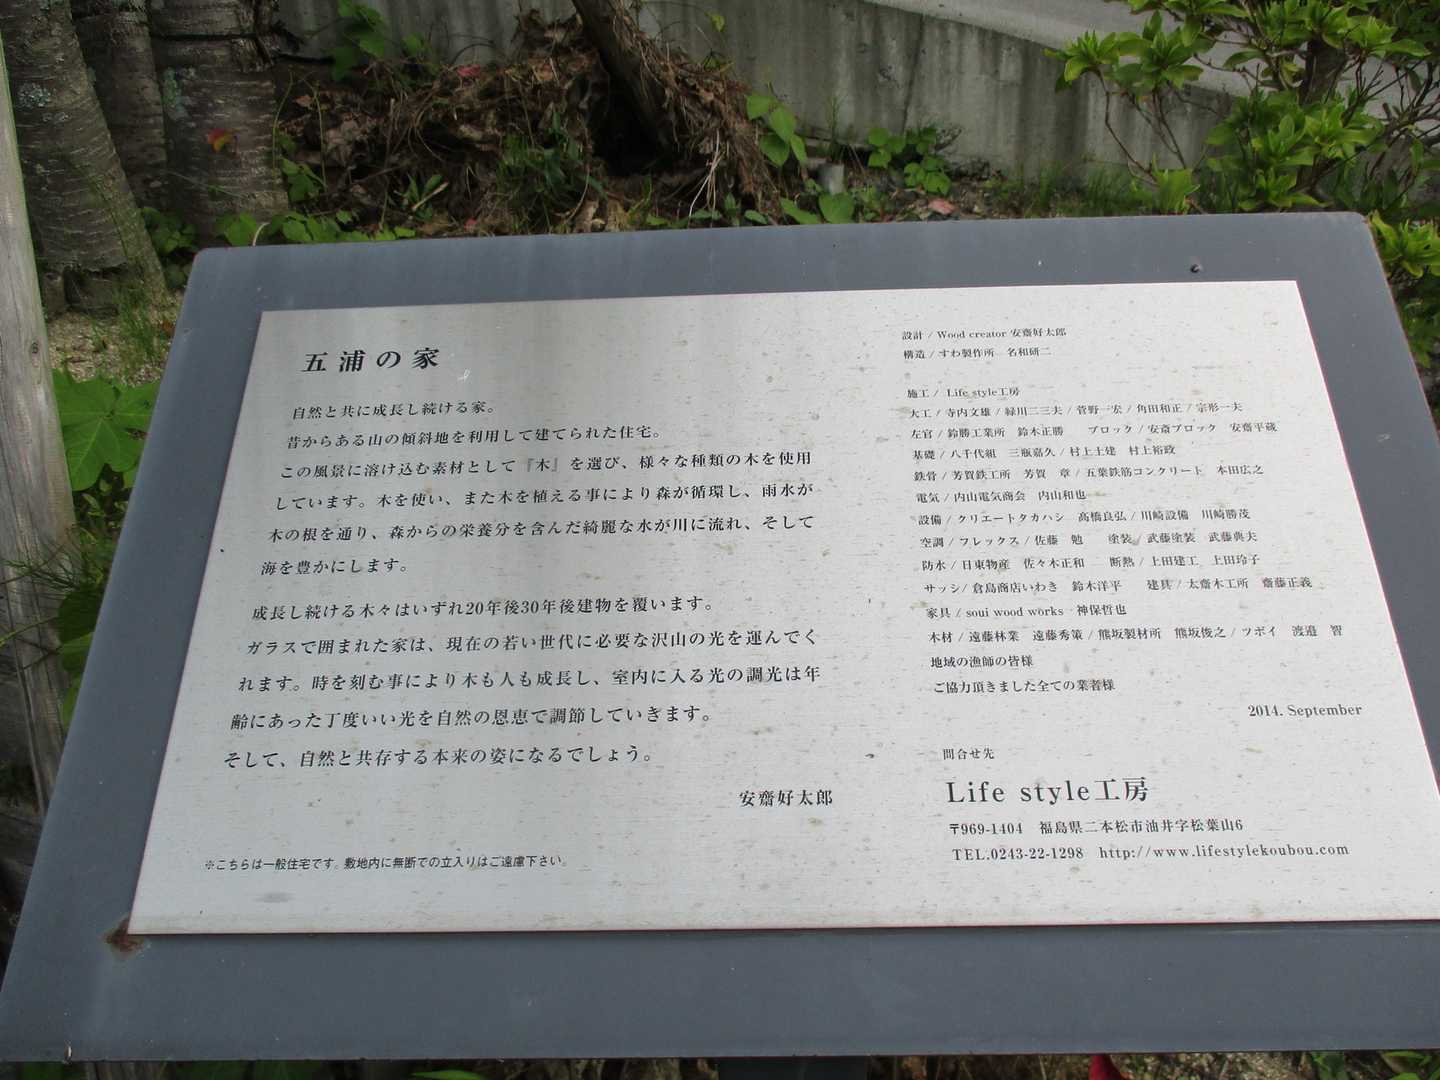 五浦の家
自然と共に成長し続ける家。
昔からある山の傾斜地を利用して建てられた住宅。
この風景に溶け込む素材として『木』を選び、様々な種類の木を使用
しています。木を使い、また木を植える事により森が循環し、雨水が
木の根を通り、森からの栄養分を含んだ綺麗な水が川に流れ、そして
海を豊かにします。
成長し続ける木々はいずれ20年後30年後建物を覆います。
ガラスで囲まれた家は、現在の若い世代に必要な沢山の光を運んでく
れます。時を刻む事により木も人も成長し、室内に入る光の調光は年
齢にあった丁度いい光を自然の恩恵で調節していきます。
そして、自然と共存する本来の姿になるでしょう。
安齋好太郎
※こちらは一般住宅です。敷地内に無断での立入りはご遠慮下さい。
設計 / Wood creator 安齋好太郎
構造 / すわ製作所 名和研二
施工 / Life style工房
大工 / 寺内文雄 / 緑川二三夫 / 菅野一宏 / 角田和正 / 宗形一夫
左官 / 鈴勝工業所 鈴木正勝 ブロック / 安斎ブロック 安齋平蔵
基礎 / 八千代組 三瓶嘉久 / 村上土建 村上裕政
鉄骨 / 芳賀鉄工所 芳賀 章 / 五葉鉄筋コンクリート 本田広之
電気 / 内山電気商会 内山和也
設備 / クリエートタカハシ 髙橋良弘 / 川崎設備 川崎勝茂
空調 / フレックス / 佐藤 勉 塗装 / 武藤塗装 武藤典夫
防水 / 日東物産 佐々木正和 断熱 / 上田建工 上田玲子
サッシ / 倉島商店いわき 鈴木洋平 建具 / 太齋木工所 齋藤正義
家具 / soui wood works 神保哲也
木材 / 遠藤林業 遠藤秀策 / 熊坂製材所 熊坂俊之 / ツボイ 渡邉 智
地域の漁師の皆様
ご協力頂きました全ての業者様
2014. September
問合せ先
Life style工房
〒969-1404 福島県二本松市油井字松葉山6
TEL.0243-22-1298 http://www.lifestylekoubou.com